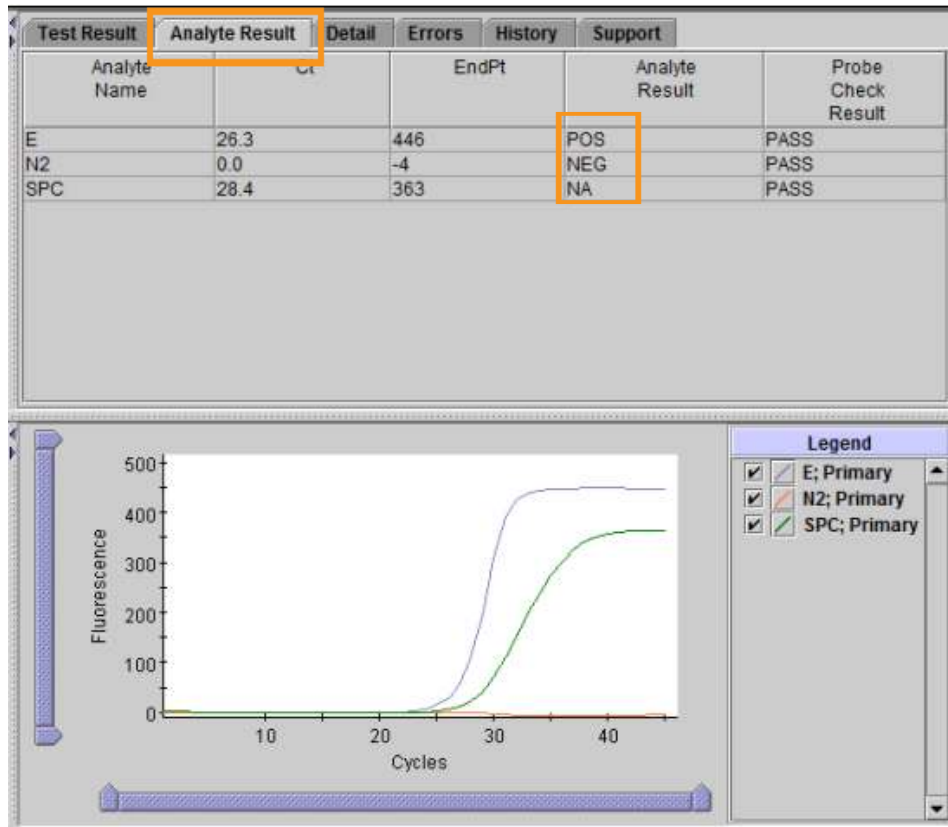 Test Result Analyte Result Detail Errors History Support
Analyte Name Ct EndPt Analyte Result Probe Check Result
E 26.3 446 POS PASS
N2 0.0 -4 NEG PASS
SPC 28.4 363 NA PASS
Legend
E; Primary
N2; Primary
SPC; Primary
500
400
300
200
100
0
Fluorescence
10 20 30 40
Cycles